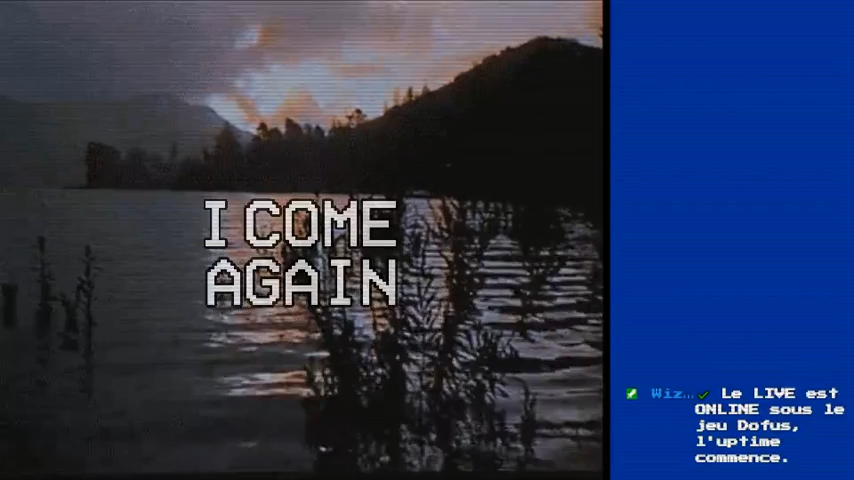 I COME
AGAIN
Wiz... Le LIVE est
ONLINE sous le
jeu Dofus,
l'uptime
commence.